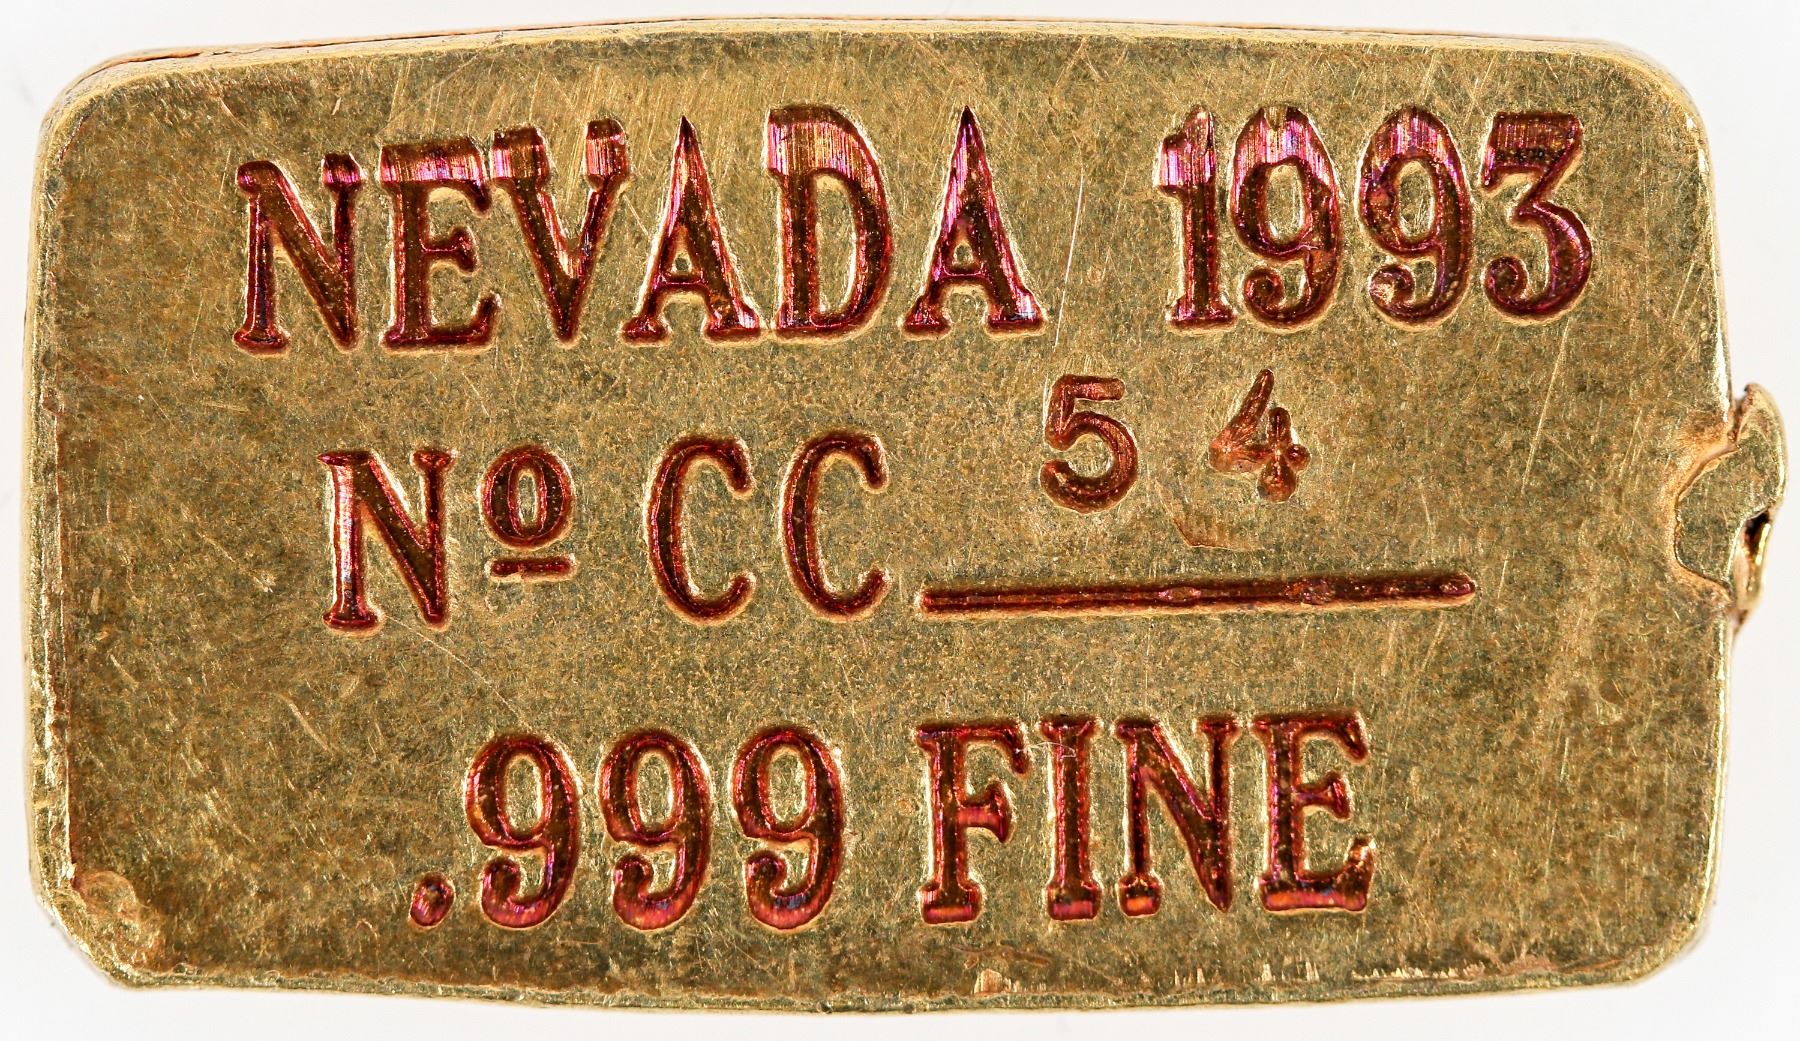 NEVADA 1993
Nº CC 54
.999 FINE